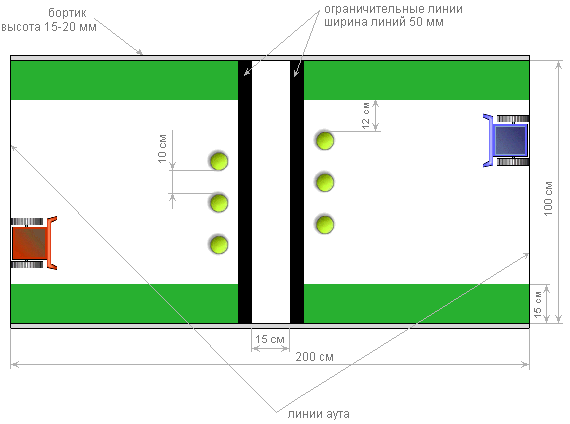 бортик
высота 15-20 мм
ограничительные линии
ширина линий 50 мм
12 см
10 см
100 см
15 см
15 см
200 см
линии аута